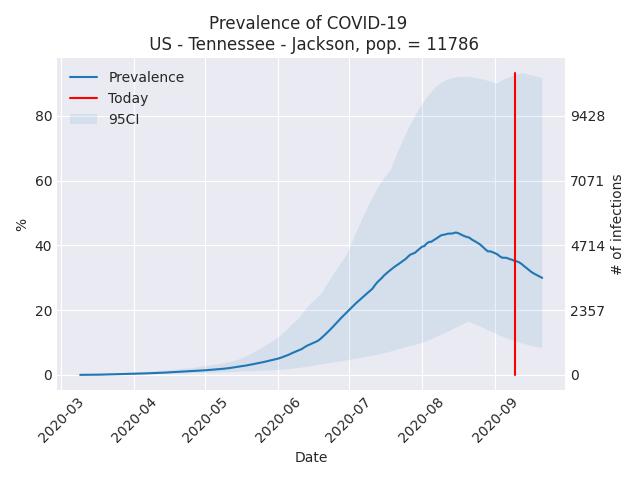 Prevalence of COVID-19
US - Tennessee - Jackson, pop. = 11786
Prevalence
Today
95CI
80
60
40
20
0
%
9428
7071
4714
2357
0
# of infections
2020-03
2020-04
2020-05
2020-06
2020-07
2020-08
2020-09
Date